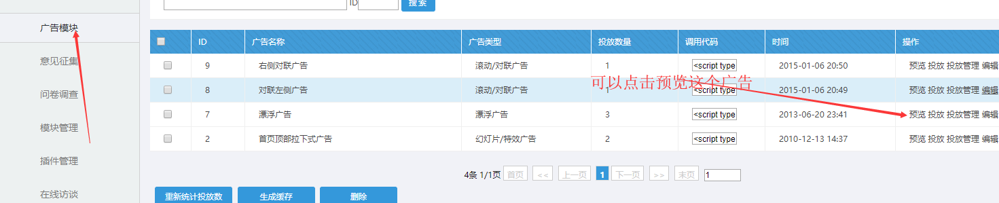 ID 搜 索
广告模块
意见征集
问卷调查
模块管理
插件管理
在线访谈
ID 广告名称 广告类型 投放数量 调用代码 时间 操作
9 右侧对联广告 滚动/对联广告 1 <script type 2015-01-06 20:50 预览 投放 投放管理 编辑
可以点击预览这个广告
8 对联左侧广告 滚动/对联广告 1 <script type 2015-01-06 20:49 预览 投放 投放管理 编辑
7 漂浮广告 漂浮广告 3 <script type 2013-06-20 23:41 预览 投放 投放管理 编辑
2 首页顶部拉下式广告 幻灯片/特效广告 2 <script type 2010-12-13 14:37 预览 投放 投放管理 编辑
4条 1/1页 首页 << 上一页 1 下一页 >> 末页 1
重新统计投放数 生成缓存 删除